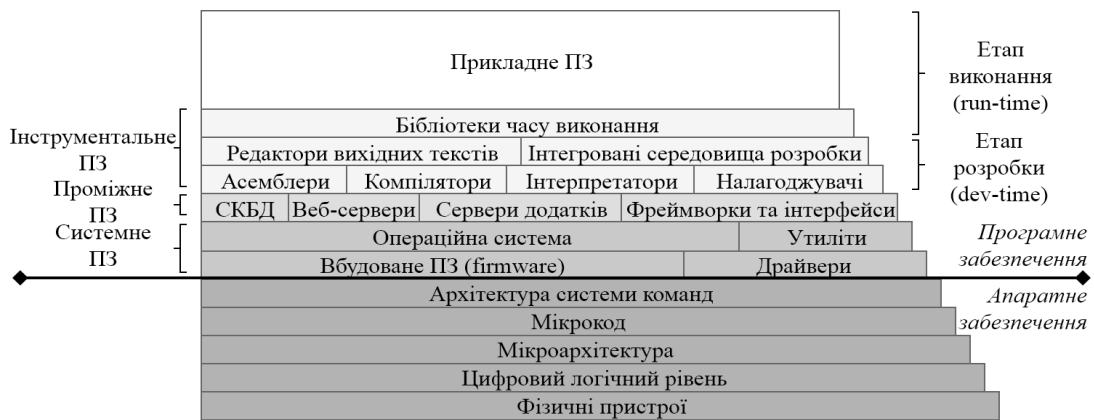 Прикладне ПЗ
Етап
виконання
(run-time)
Бібліотеки часу виконання
Інструментальне
ПЗ
Редактори вихідних текстів
Інтегровані середовища розробки
Асемблери
Компілятори
Інтерпретатори
Налагоджувачі
Етап
розробки
(dev-time)
Проміжне
ПЗ
СКБД
Веб-сервери
Сервери додатків
Фреймворки та інтерфейси
Системне
ПЗ
Операційна система
Утиліти
Вбудоване ПЗ (firmware)
Драйвери
Програмне
забезпечення
Апаратне
забезпечення
Архітектура системи команд
Мікрокод
Мікроархітектура
Цифровий логічний рівень
Фізичні пристрої